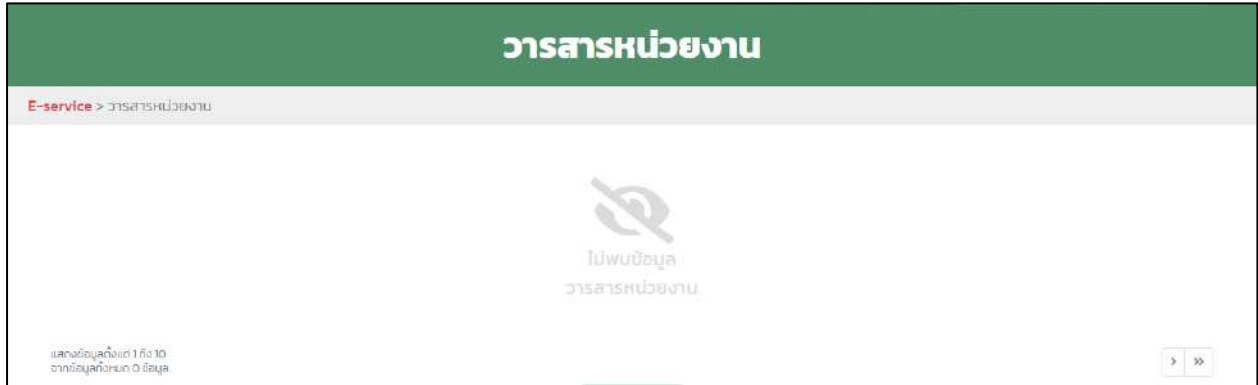 วารสารหน่วยงาน
E-service > วารสารหน่วยงาน
ไม่พบข้อมูล
วารสารหน่วยงาน
แสดงข้อมูลตั้งแต่ 1 ถึง 10
จากข้อมูลทั้งหมด 0 ข้อมูล